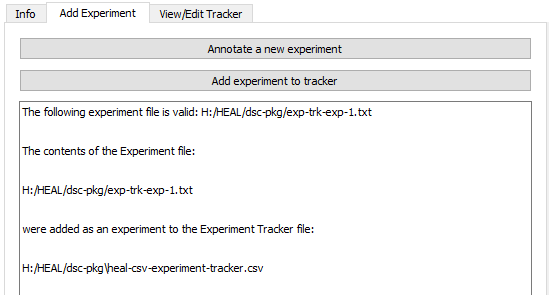 Info
Add Experiment
View/Edit Tracker
Annotate a new experiment
Add experiment to tracker
The following experiment file is valid: H:/HEAL/dsc-pkg/exp-trk-exp-1.txt
The contents of the Experiment file:
H:/HEAL/dsc-pkg/exp-trk-exp-1.txt
were added as an experiment to the Experiment Tracker file:
H:/HEAL/dsc-pkg\heal-csv-experiment-tracker.csv